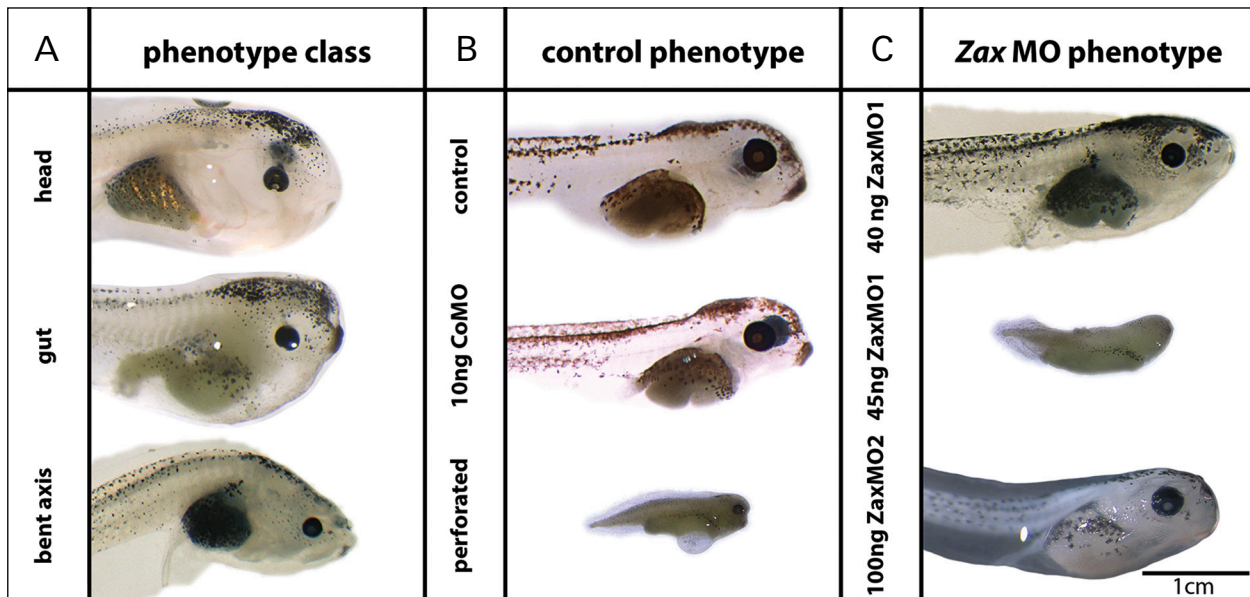 A
phenotype class
B
control phenotype
C
Zax MO phenotype
head
gut
bent axis
control
10ng CoMO
perforated
40 ng ZaxMO1
45ng ZaxMO1
100ng ZaxMO2
1cm